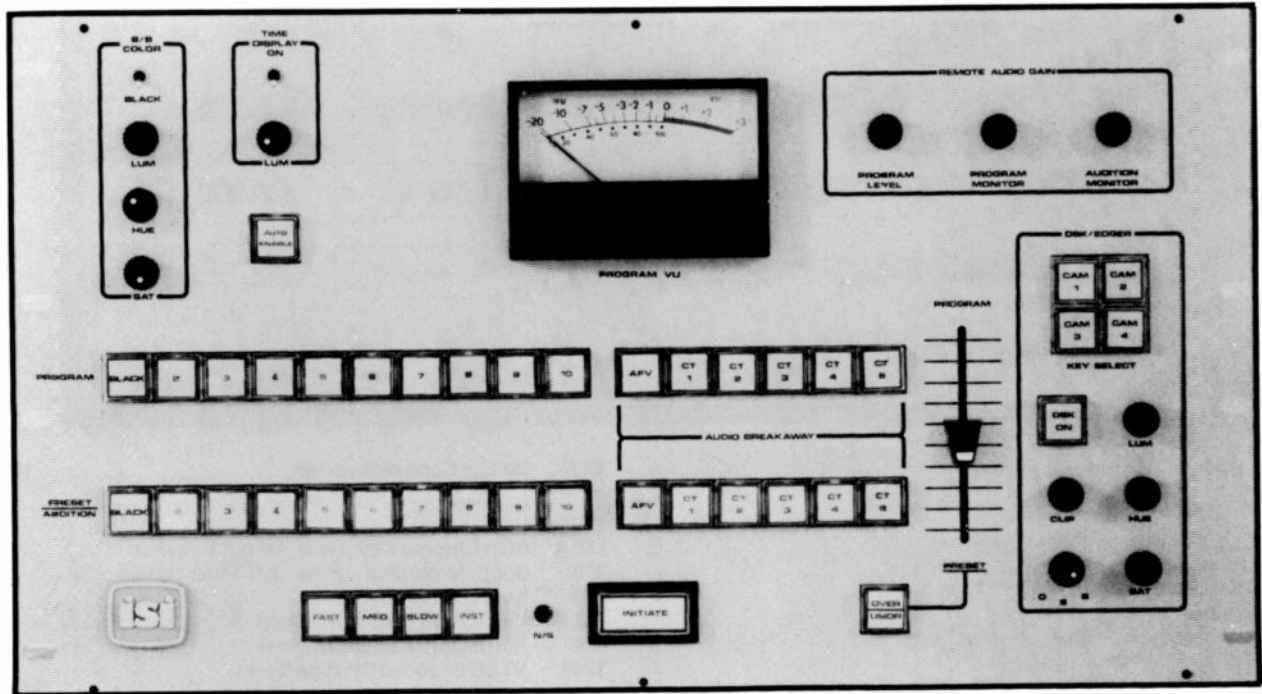 B/B
COLOR
BLACK
LUM
HUE
SAT
TIME
DISPLAY
ON
LUM
AUTO
ENABLE
VU
-20 -10 -7 -5 -3 -2 -1 0 -1 -2 -3
VU
PROGRAM VU
REMOTE AUDIO GAIN
PROGRAM
LEVEL
PROGRAM
MONITOR
AUDITION
MONITOR
DSK/EDGER
CAM
1
CAM
2
CAM
3
CAM
4
KEY SELECT
DSK
ON
LUM
CLIP
HUE
O E S
SAT
PROGRAM
BLACK 2 3 4 5 6 7 8 9 10
AFV
CT
1
CT
2
CT
3
CT
4
CT
5
AUDIO BREAKAWAY
PROGRAM
PRESET
AUDITION
BLACK 2 3 4 5 6 7 8 9 10
AFV
CT
1
CT
2
CT
3
CT
4
CT
5
PRESET
OVER
UNDR
ISI
FAST MED SLOW INST
N/S
INITIATE